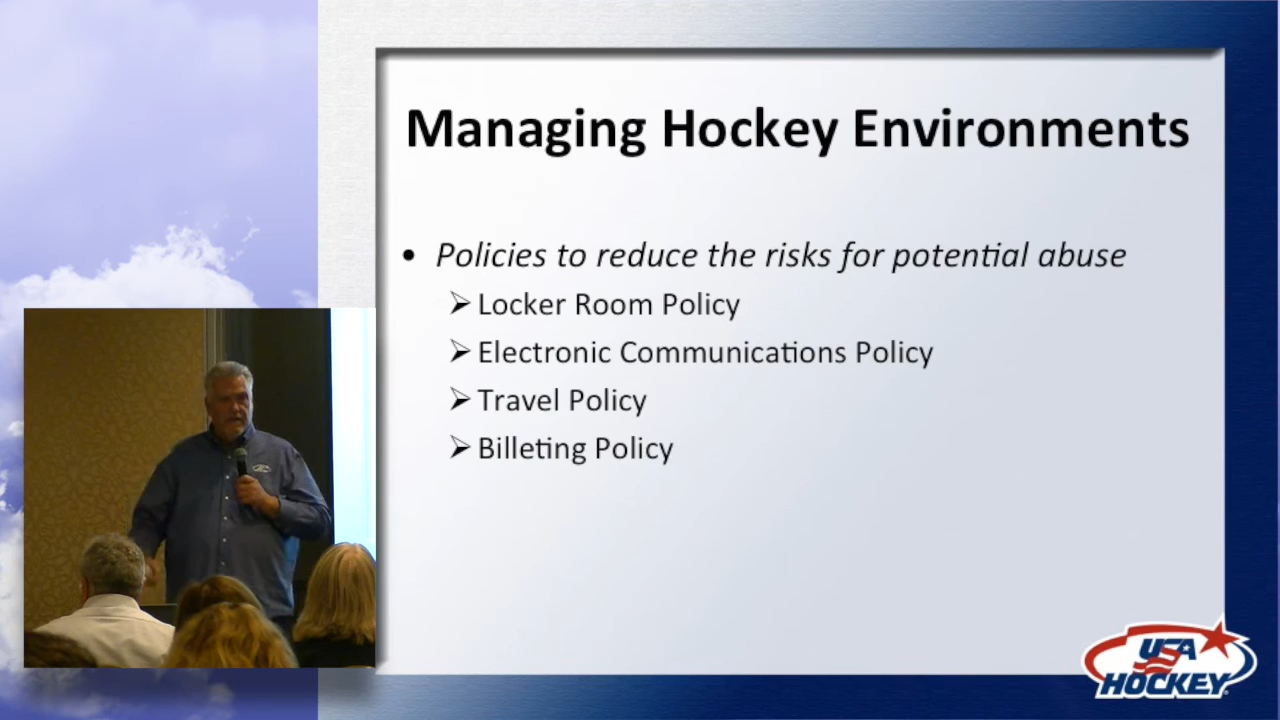 Managing Hockey Environments
• Policies to reduce the risks for potential abuse
➢ Locker Room Policy
➢ Electronic Communications Policy
➢ Travel Policy
➢ Billeting Policy
USA
HOCKEY